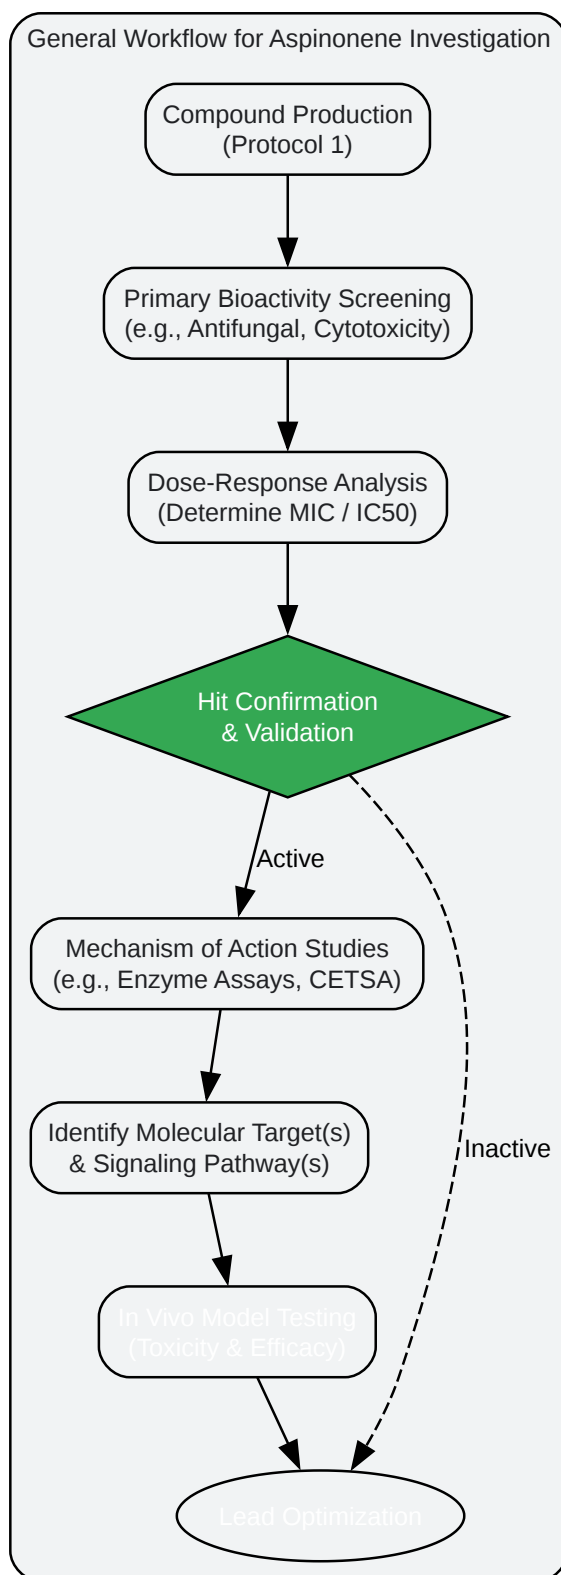 General Workflow for Aspinonene Investigation
Compound Production
(Protocol 1)
Primary Bioactivity Screening
(e.g., Antifungal, Cytotoxicity)
Dose-Response Analysis
(Determine MIC / IC50)
Hit Confirmation
& Validation
Active
Mechanism of Action Studies
(e.g., Enzyme Assays, CETSA)
Identify Molecular Target(s)
& Signaling Pathway(s)
Inactive
In Vivo Model Testing
(Toxicity & Efficacy)
Lead Optimization